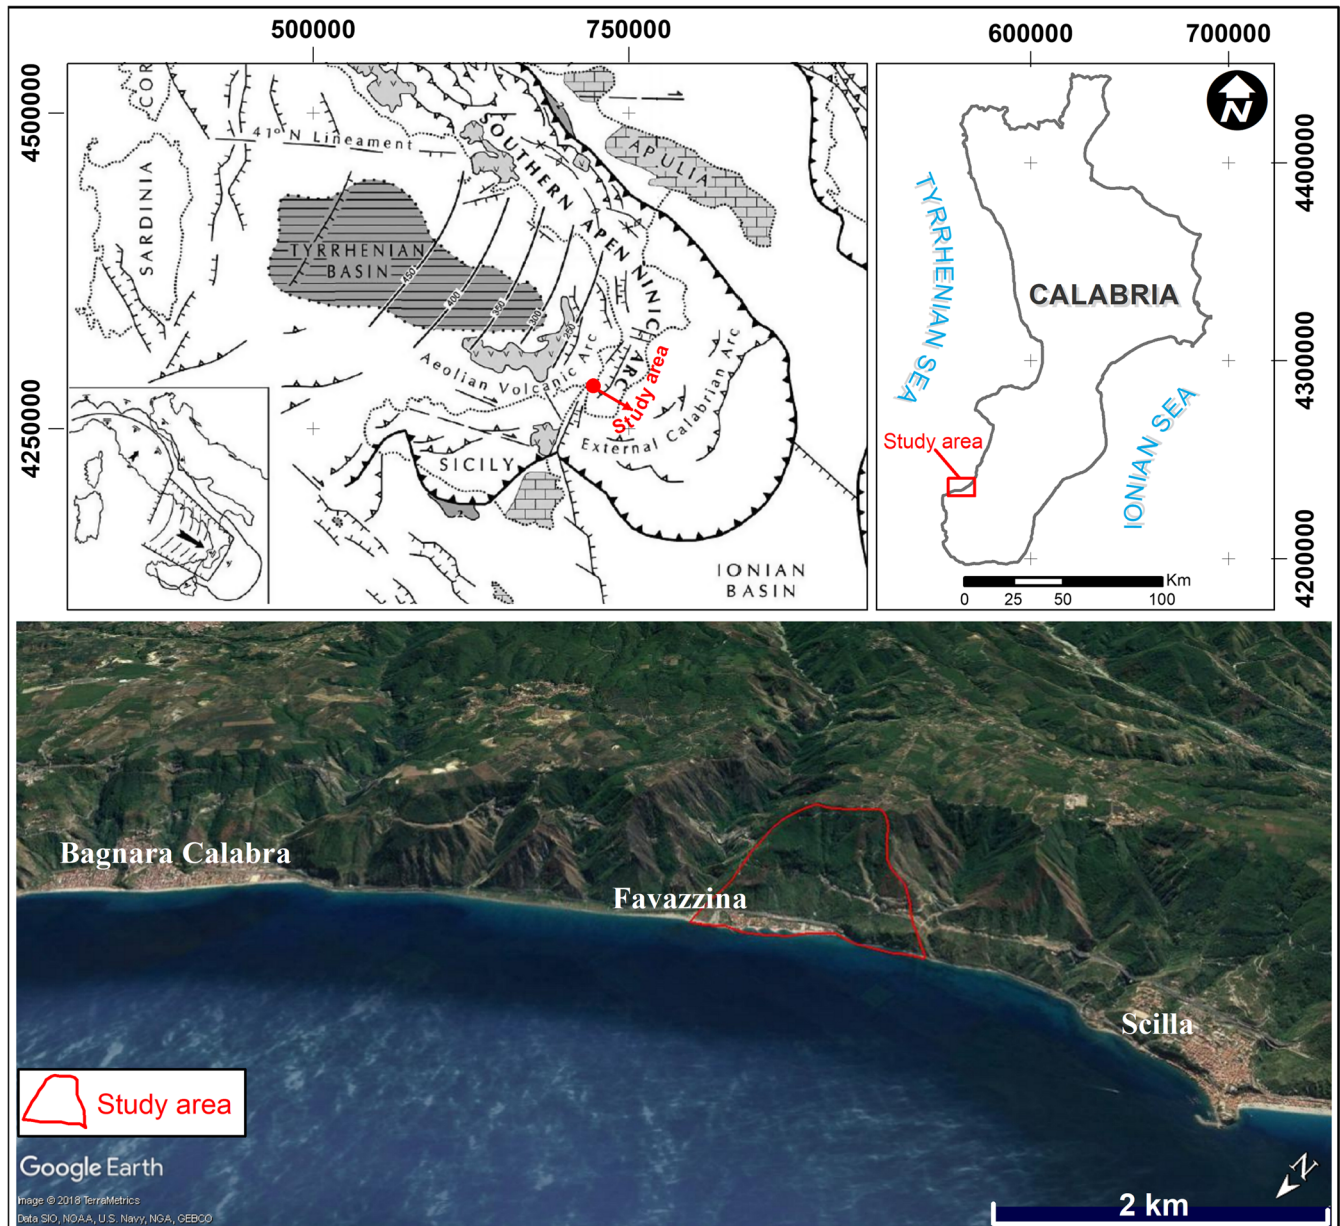 500000
750000
600000
700000
4500000
4250000
4400000
4300000
4200000
COR
SARDINIA
41° N Lineament
TYRRHENIAN
BASIN
450
400
350
300
250
SOUTHERN APENNINIC ARC
APULIA
Aeolian Volcanic Arc
Study area
External Calabrian Arc
SICILY
IONIAN
BASIN
N
TYRRHENIAN SEA
CALABRIA
IONIAN SEA
Study area
Km
0 25 50 100
Bagnara Calabra
Favazzina
Scilla
Study area
Google Earth
Image © 2018 TerraMetrics
Data SIO, NOAA, U.S. Navy, NGA, GEBCO
N
2 km